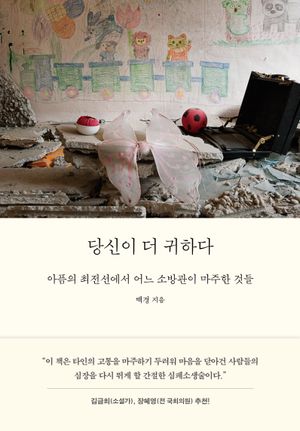 당신이 더 귀하다
아픔의 최전선에서 어느 소방관이 마주한 것들
백경 지음
“이 책은 타인의 고통을 마주하기 두려워 마음을 닫아건 사람들의
심장을 다시 뛰게 할 간절한 심폐소생술이다.”
김금희(소설가), 장혜영(전 국회의원) 추천!